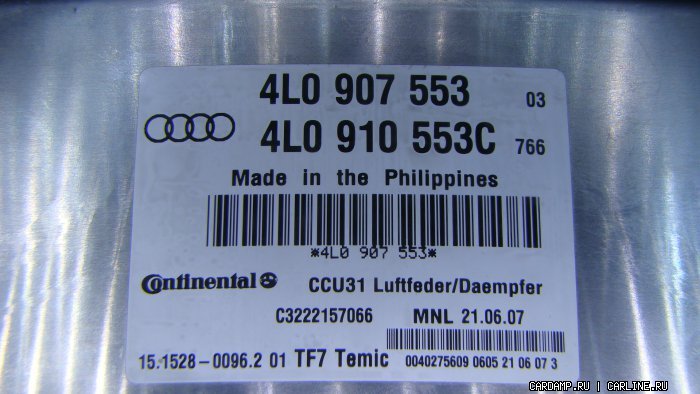 4L0 907 553 03
4L0 910 553C 766
Made in the Philippines
*4L0 907 553*
Continental CCU31 Luftfeder/Daempfer
C3222157066 MNL 21.06.07
15.1528-0096.2 01 TF7 Temic 0040275609 0605 21 06 07 3
CARDAMP.RU | CARLINE.RU